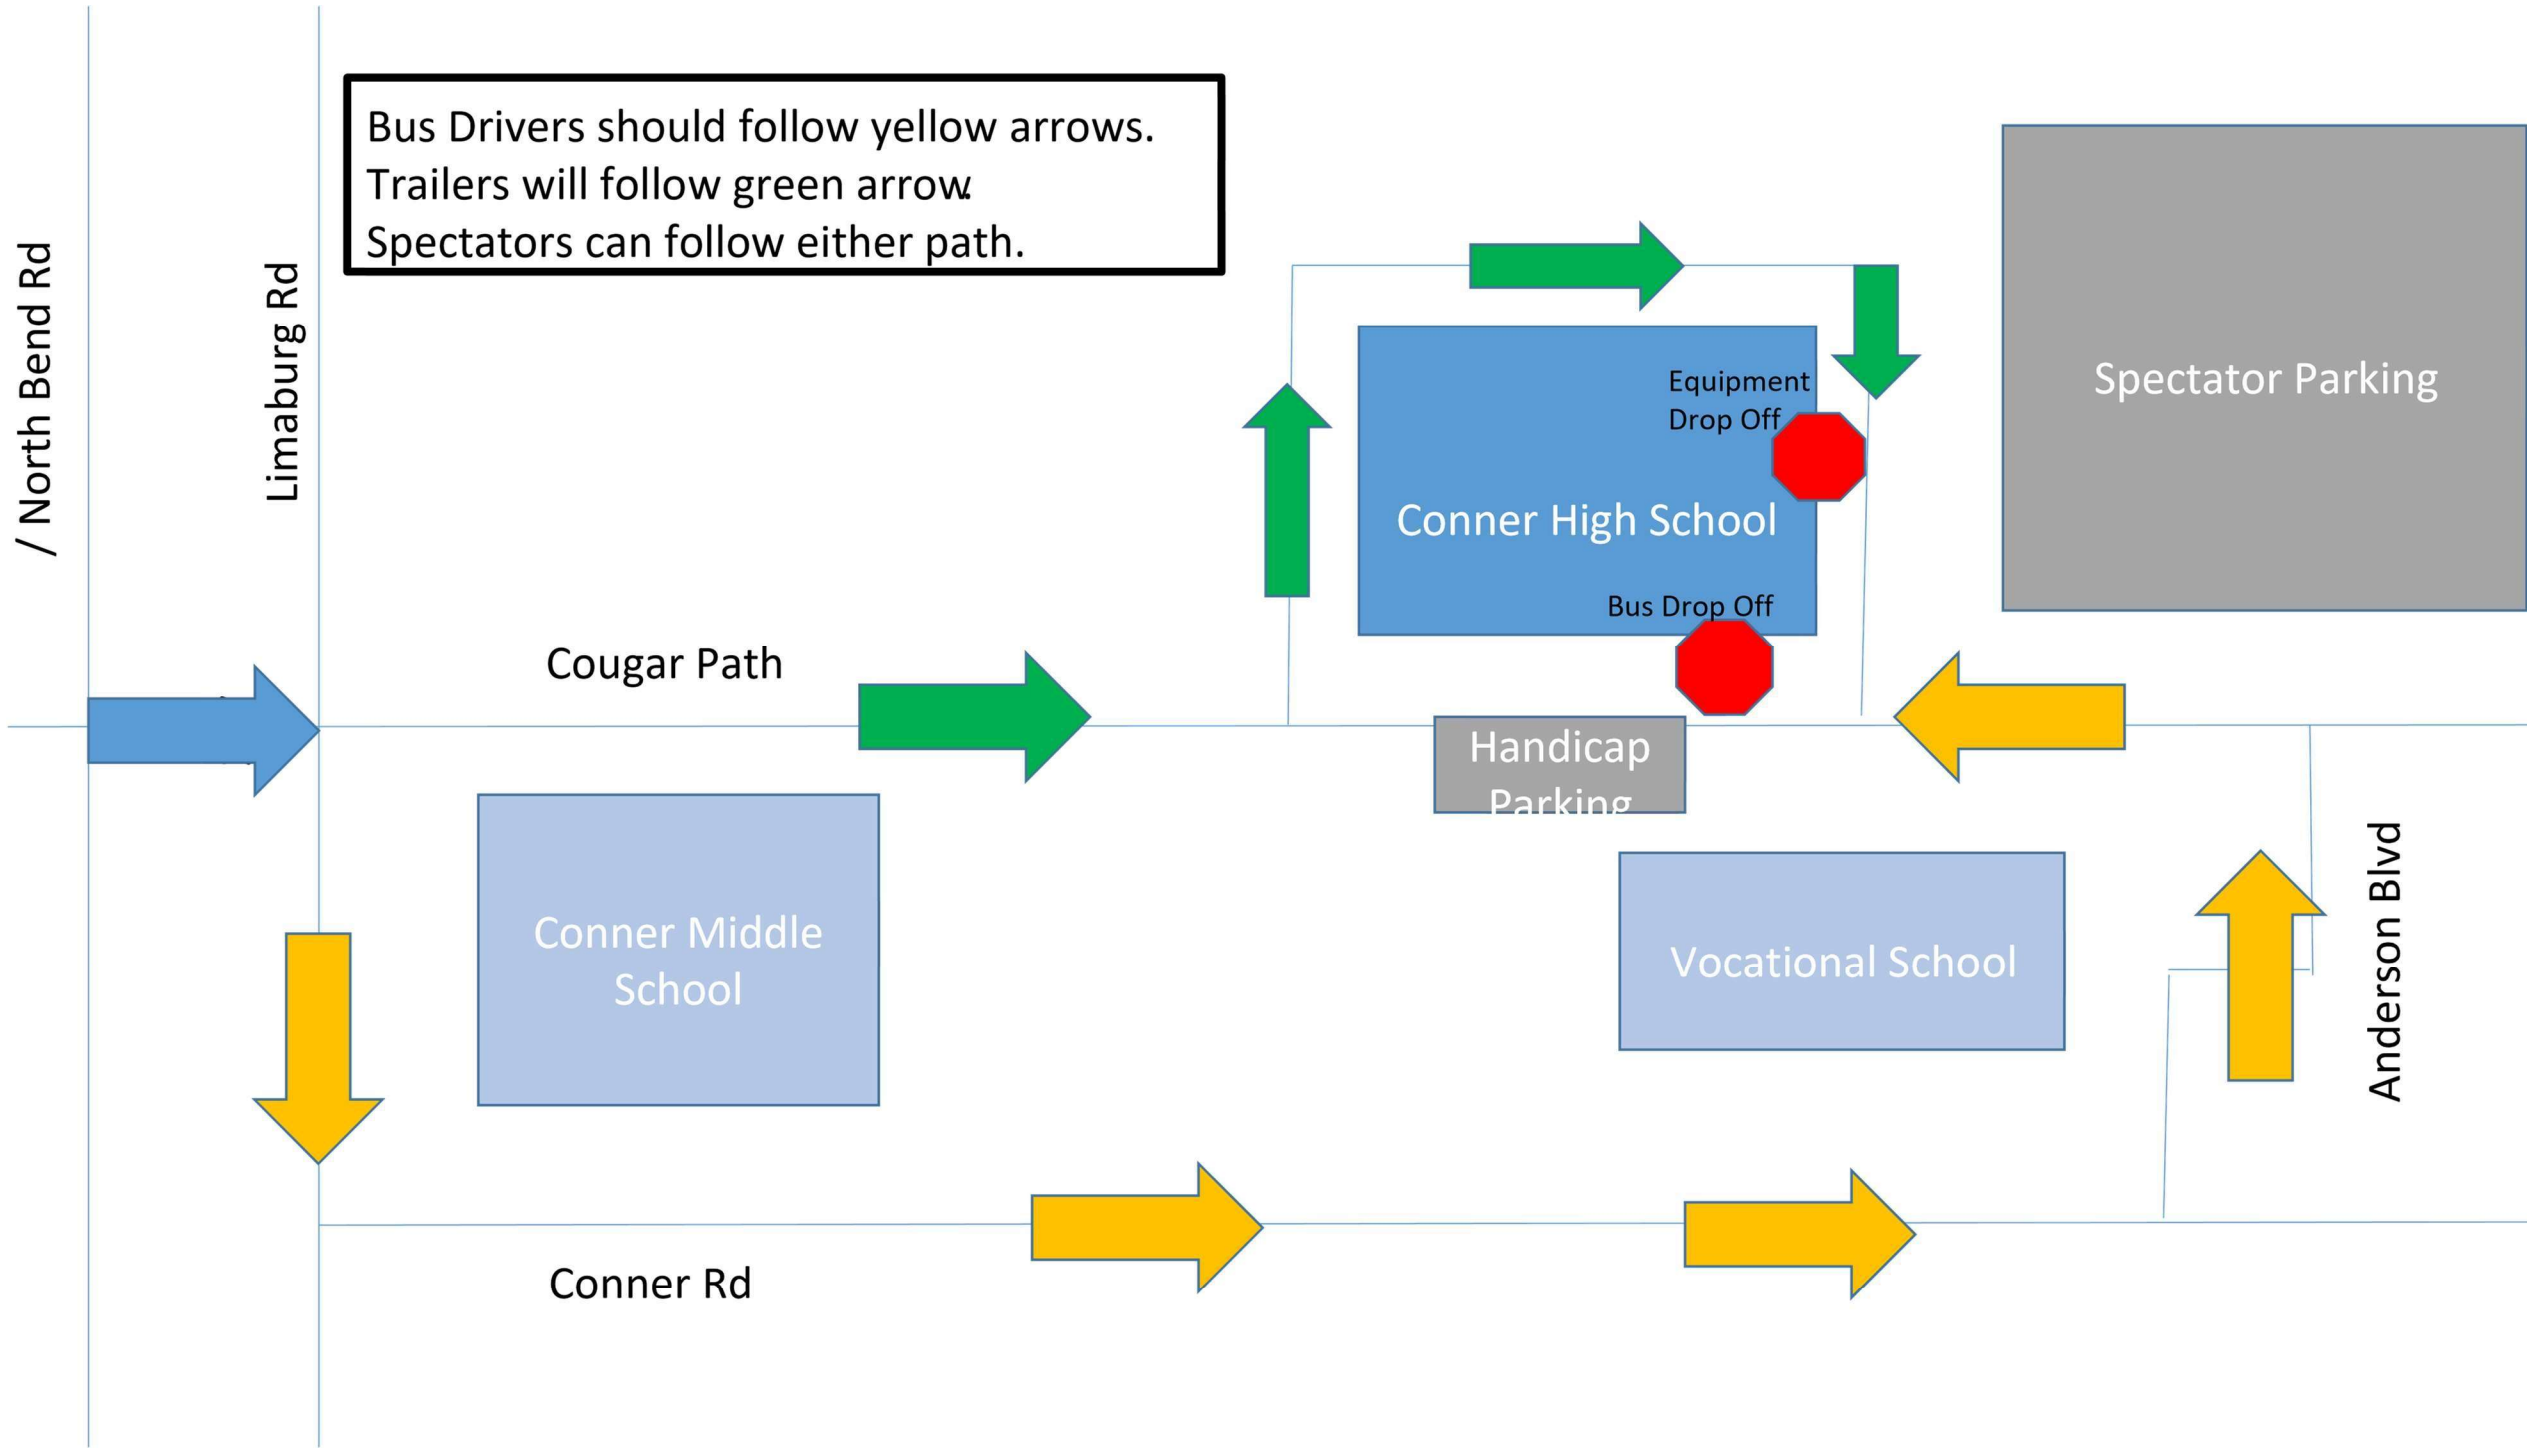 Bus Drivers should follow yellow arrows.
Trailers will follow green arrow.
Spectators can follow either path.
/ North Bend Rd
Limaburg Rd
Equipment
Drop Off
Spectator Parking
Conner High School
Bus Drop Off
Cougar Path
Handicap
Parking
Conner Middle
School
Vocational School
Anderson Blvd
Conner Rd